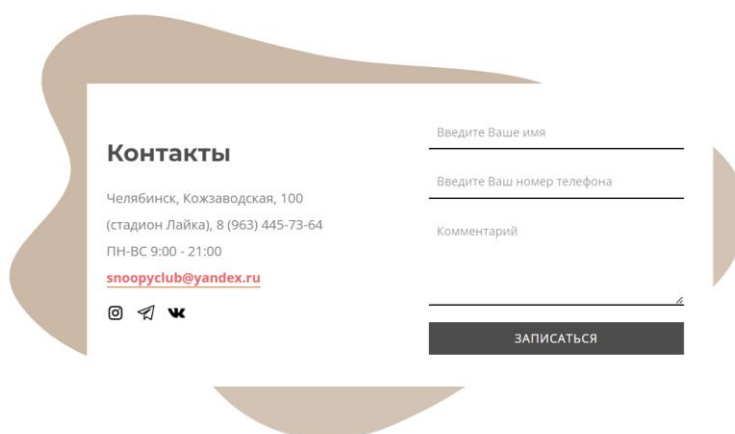 Контакты
Челябинск, Кожзаводская, 100
(стадион Лайка), 8 (963) 445-73-64
ПН-ВС 9:00 - 21:00
snoopyclub@yandex.ru
Введите Ваше имя
Введите Ваш номер телефона
Комментарий
ЗАПИСАТЬСЯ